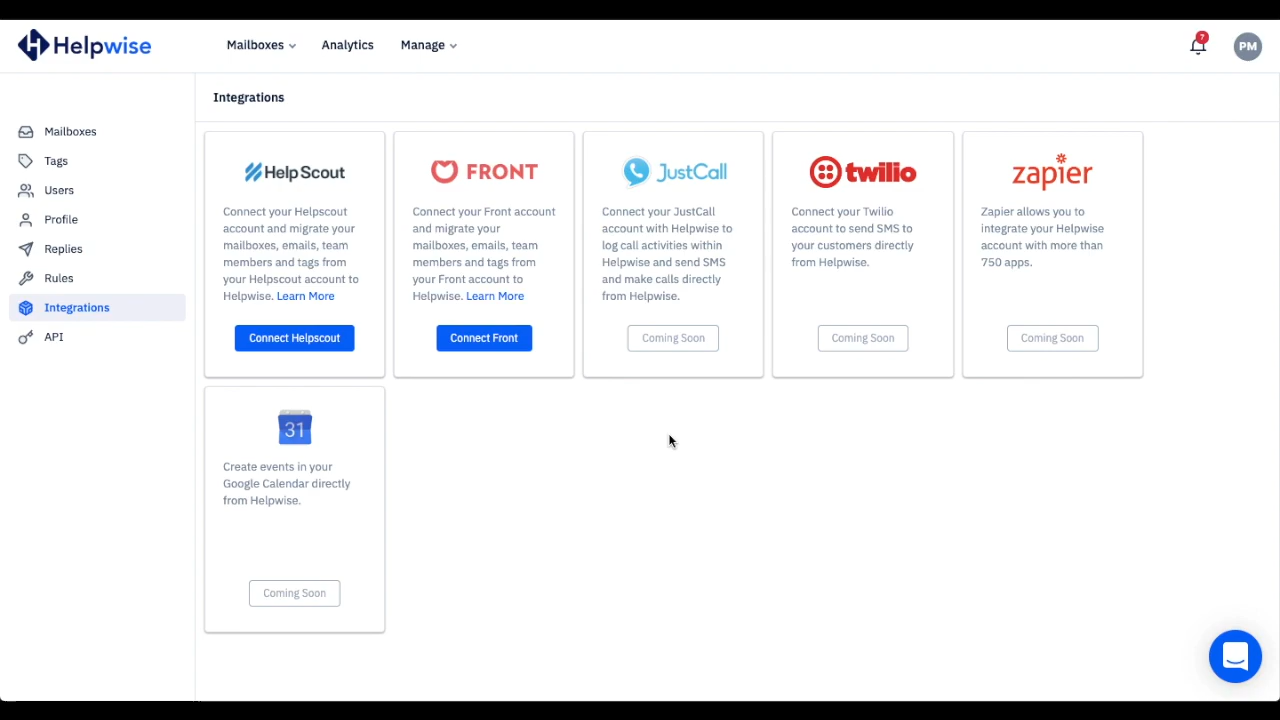 Helpwise
Mailboxes
Analytics
Manage
7
PM
Mailboxes
Tags
Users
Profile
Replies
Rules
Integrations
API
Integrations
Help Scout
Connect your Helpscout
account and migrate your
mailboxes, emails, team
members and tags from
your Helpscout account to
Helpwise. Learn More
Connect Helpscout
FRONT
Connect your Front account
and migrate your
mailboxes, emails, team
members and tags from
your Front account to
Helpwise. Learn More
Connect Front
JustCall
Connect your JustCall
account with Helpwise to
log call activities within
Helpwise and send SMS
and make calls directly
from Helpwise.
Coming Soon
twilio
Connect your Twilio
account to send SMS to
your customers directly
from Helpwise.
Coming Soon
zapier
Zapier allows you to
integrate your Helpwise
account with more than
750 apps.
Coming Soon
31
Create events in your
Google Calendar directly
from Helpwise.
Coming Soon